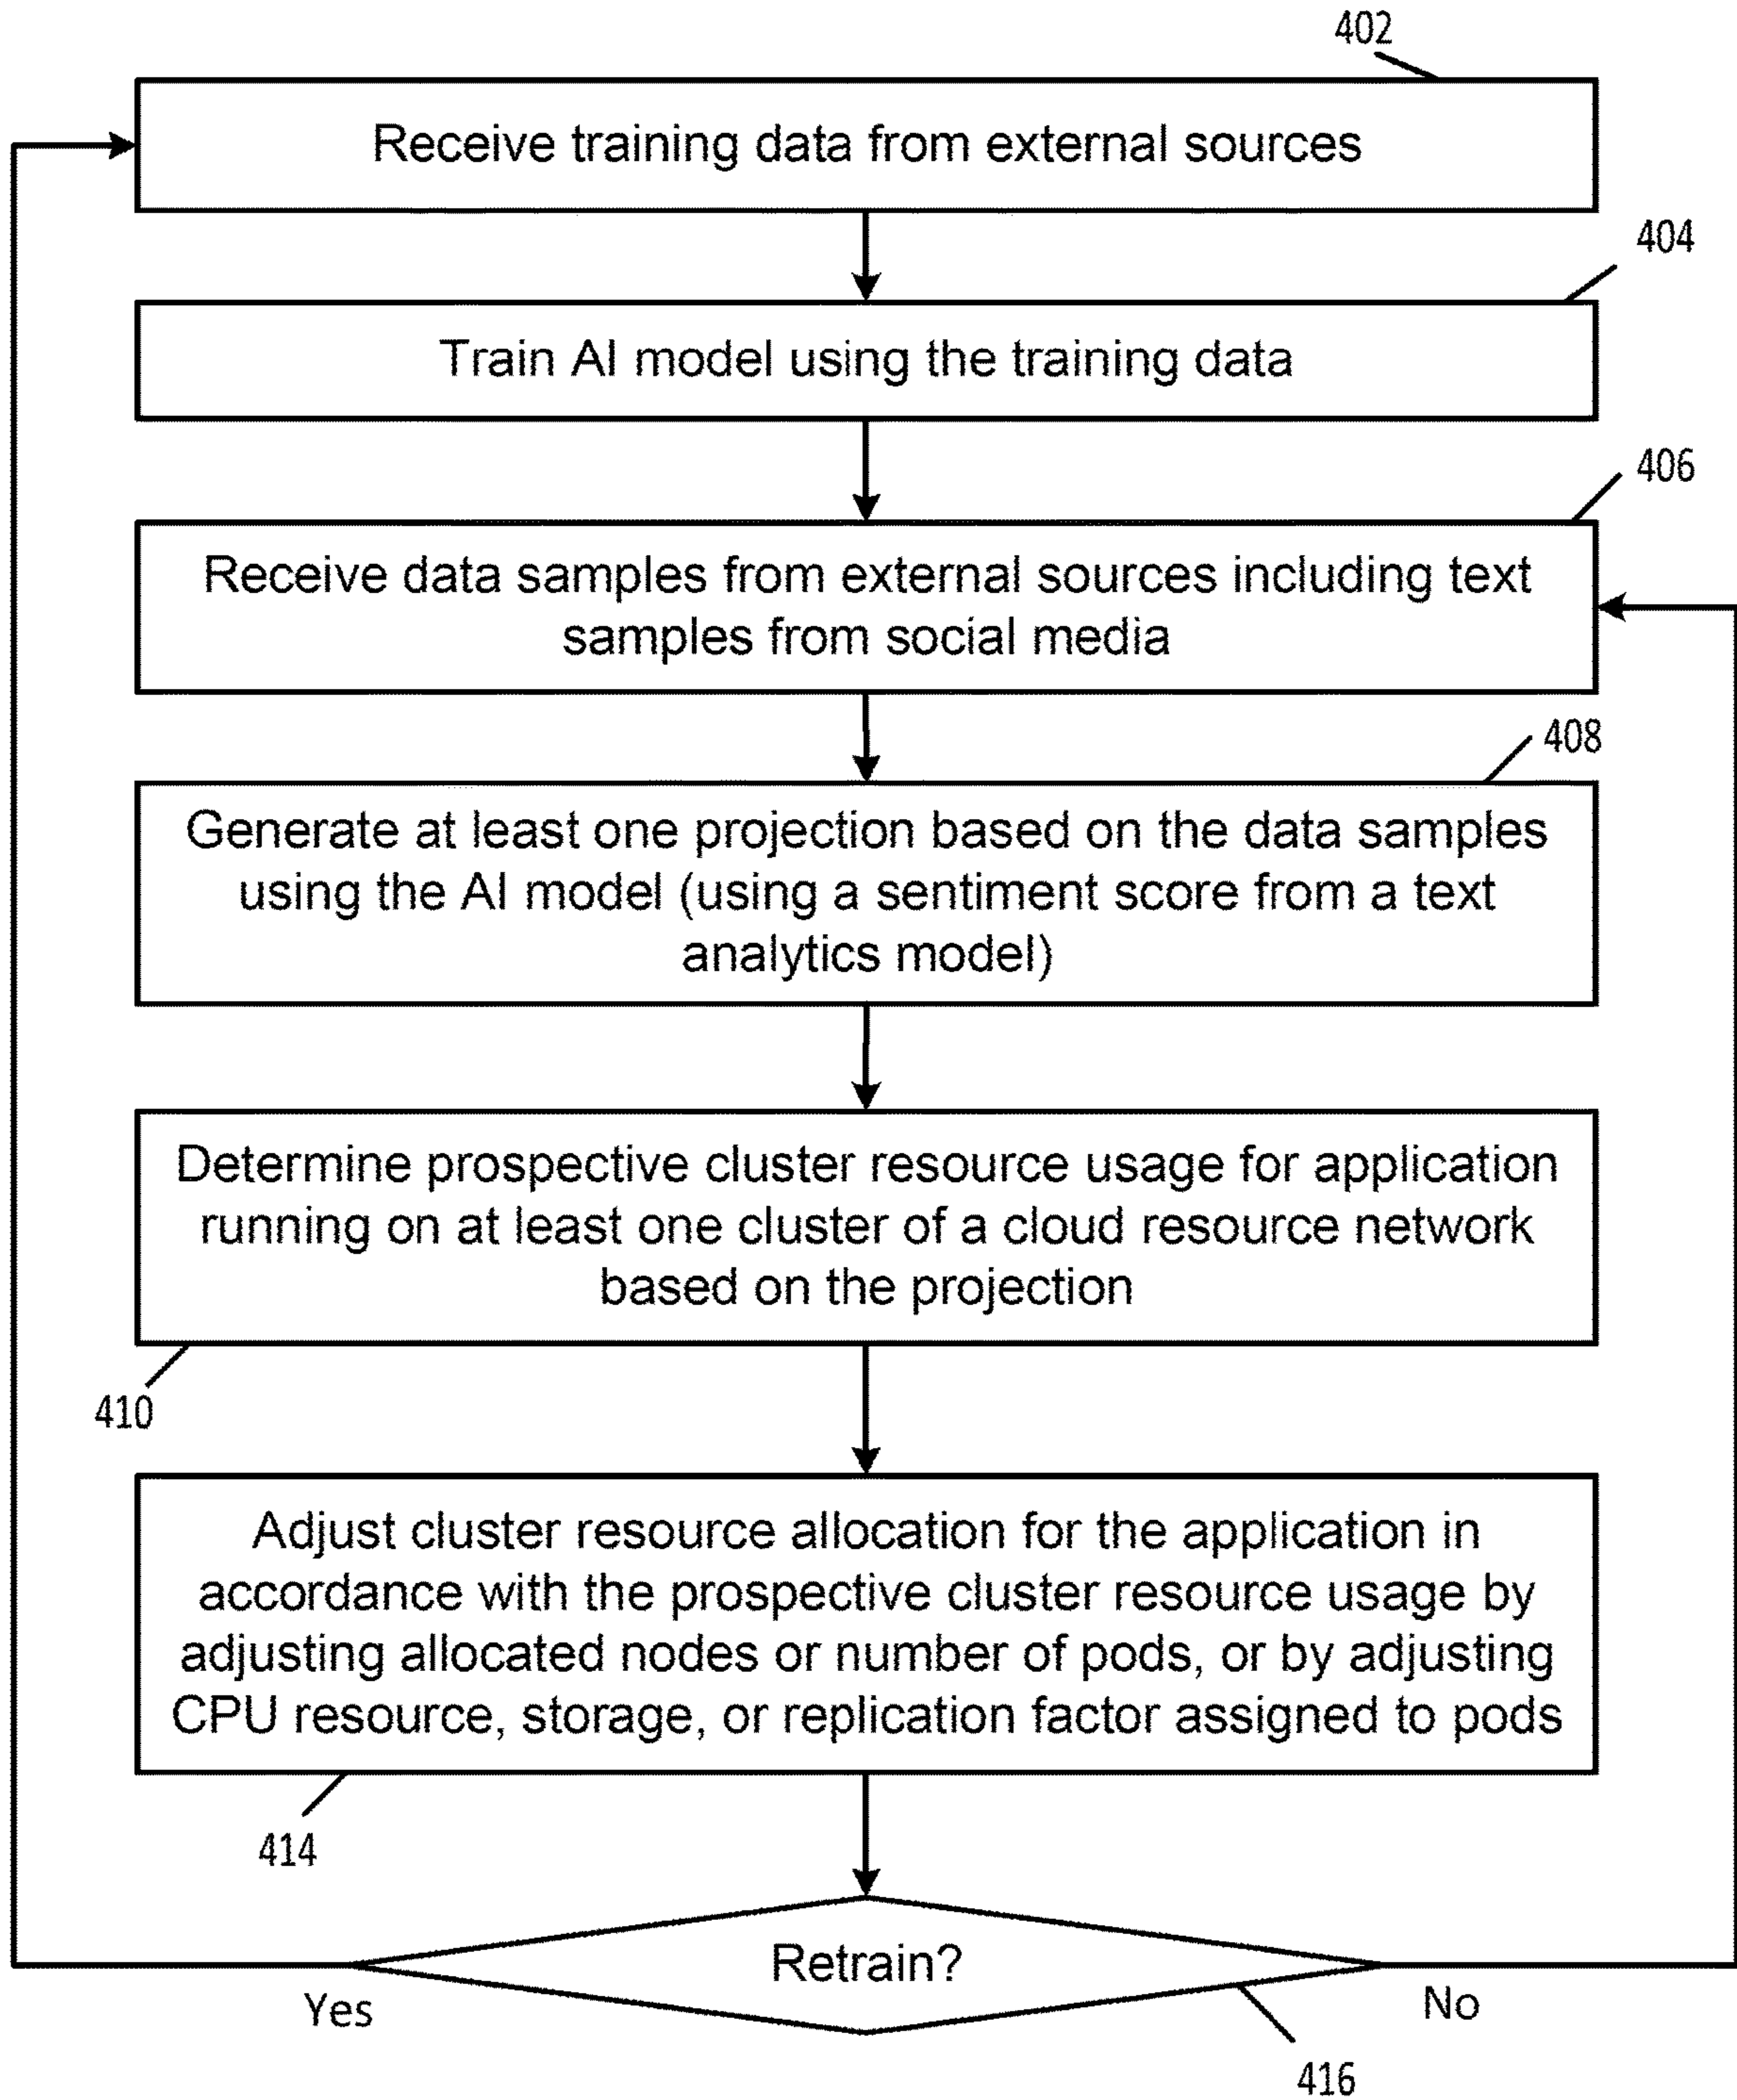 402
Receive training data from external sources
404
Train AI model using the training data
406
Receive data samples from external sources including text
samples from social media
408
Generate at least one projection based on the data samples
using the AI model (using a sentiment score from a text
analytics model)
Determine prospective cluster resource usage for application
running on at least one cluster of a cloud resource network
based on the projection
410
Adjust cluster resource allocation for the application in
accordance with the prospective cluster resource usage by
adjusting allocated nodes or number of pods, or by adjusting
CPU resource, storage, or replication factor assigned to pods
414
Retrain?
Yes
No
416